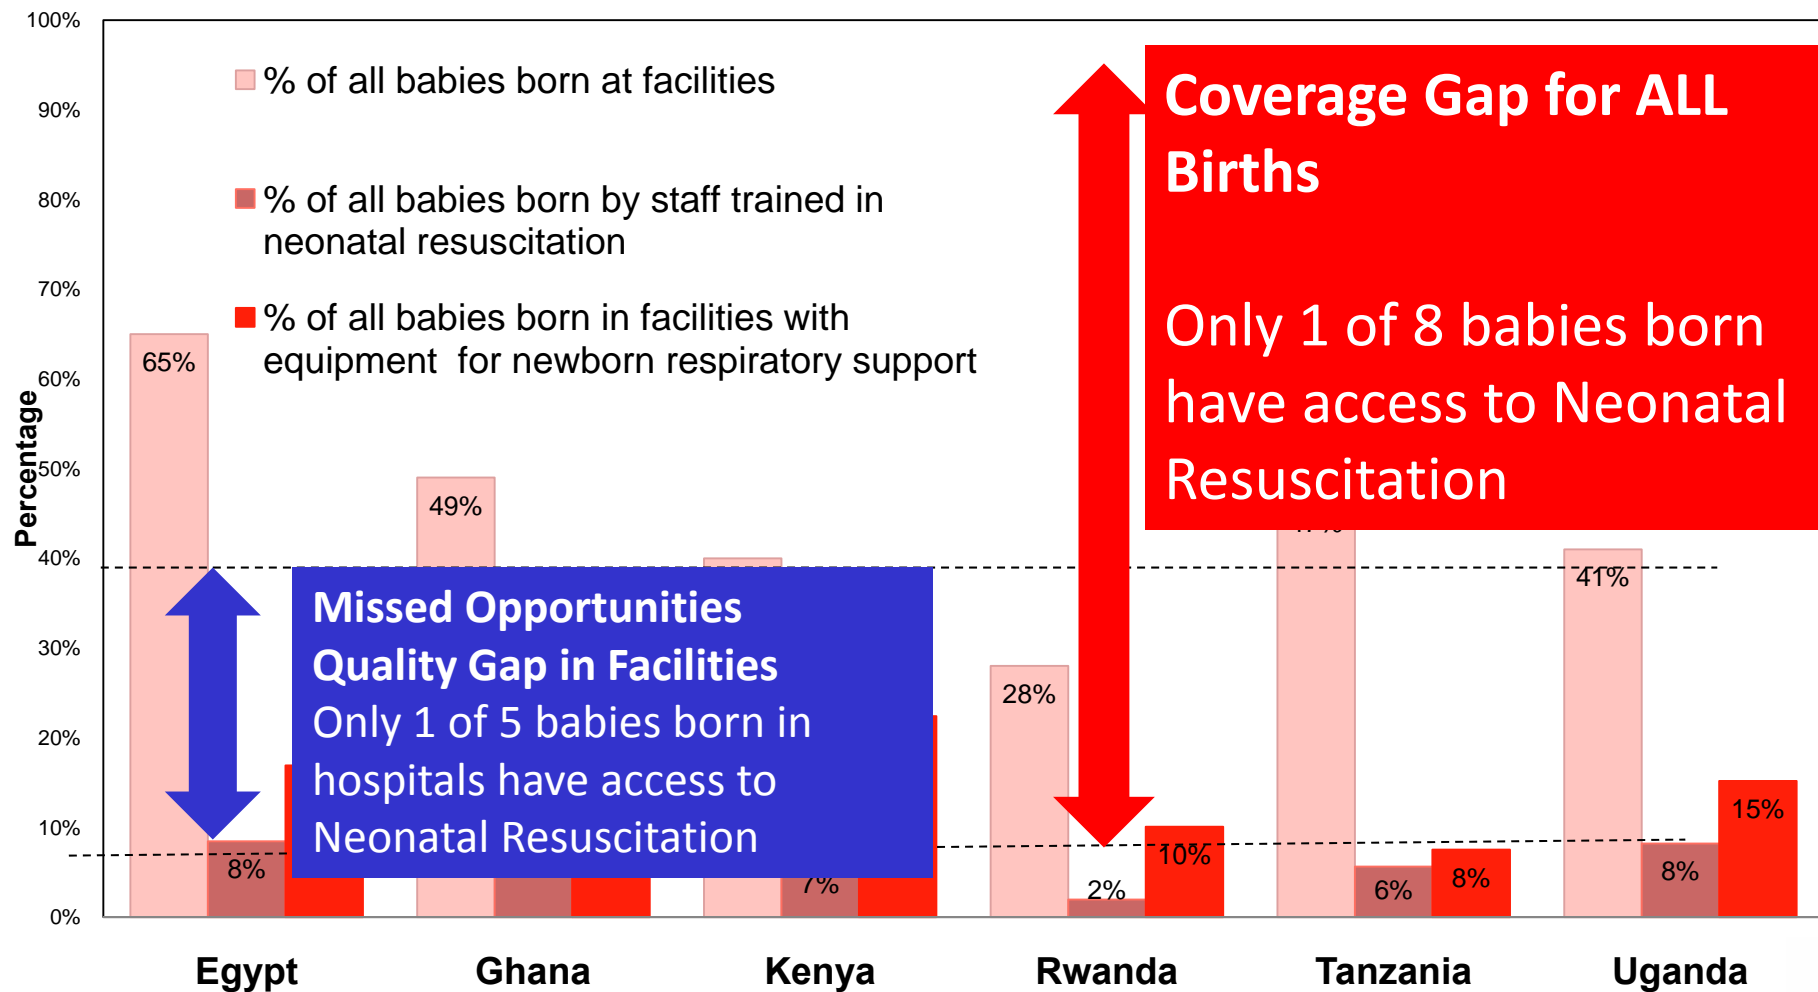 100%
90%
80%
70%
60%
50%
40%
30%
20%
10%
0%
Percentage
% of all babies born at facilities
% of all babies born by staff trained in
neonatal resuscitation
% of all babies born in facilities with
equipment for newborn respiratory support
Coverage Gap for ALL
Births
Only 1 of 8 babies born
have access to Neonatal
Resuscitation
Missed Opportunities
Quality Gap in Facilities
Only 1 of 5 babies born in
hospitals have access to
Neonatal Resuscitation
65%
8%
49%
7%
28%
2%
10%
6%
8%
41%
8%
15%
Egypt
Ghana
Kenya
Rwanda
Tanzania
Uganda